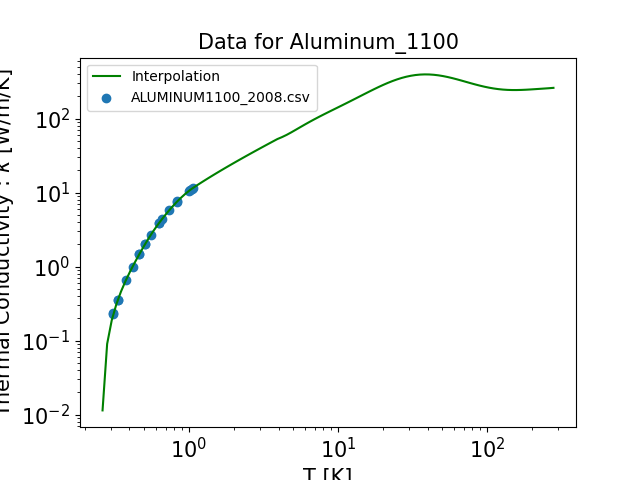 Data for Aluminum_1100
Interpolation
ALUMINUM1100_2008.csv
Thermal Conductivity : k [W/m/K]
10²
10¹
10⁰
10⁻¹
10⁻²
10⁰ 10¹ 10²
T [K]